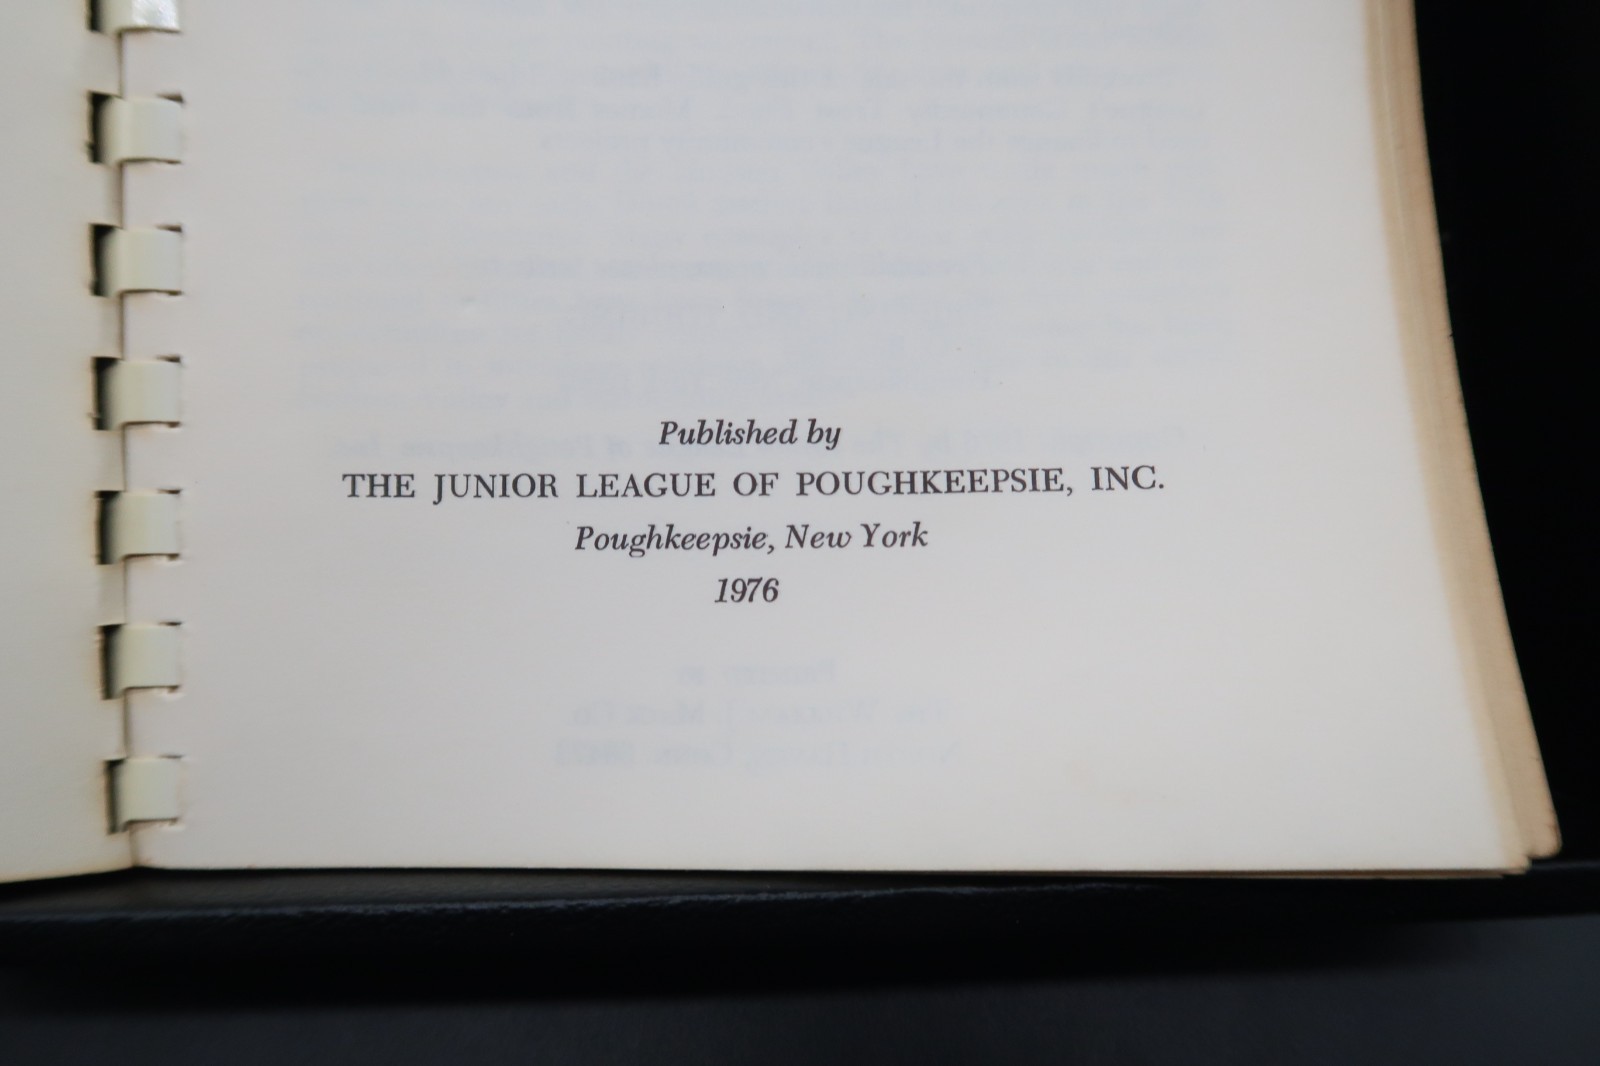 Published by
THE JUNIOR LEAGUE OF POUGHKEEPSIE, INC.
Poughkeepsie, New York
1976